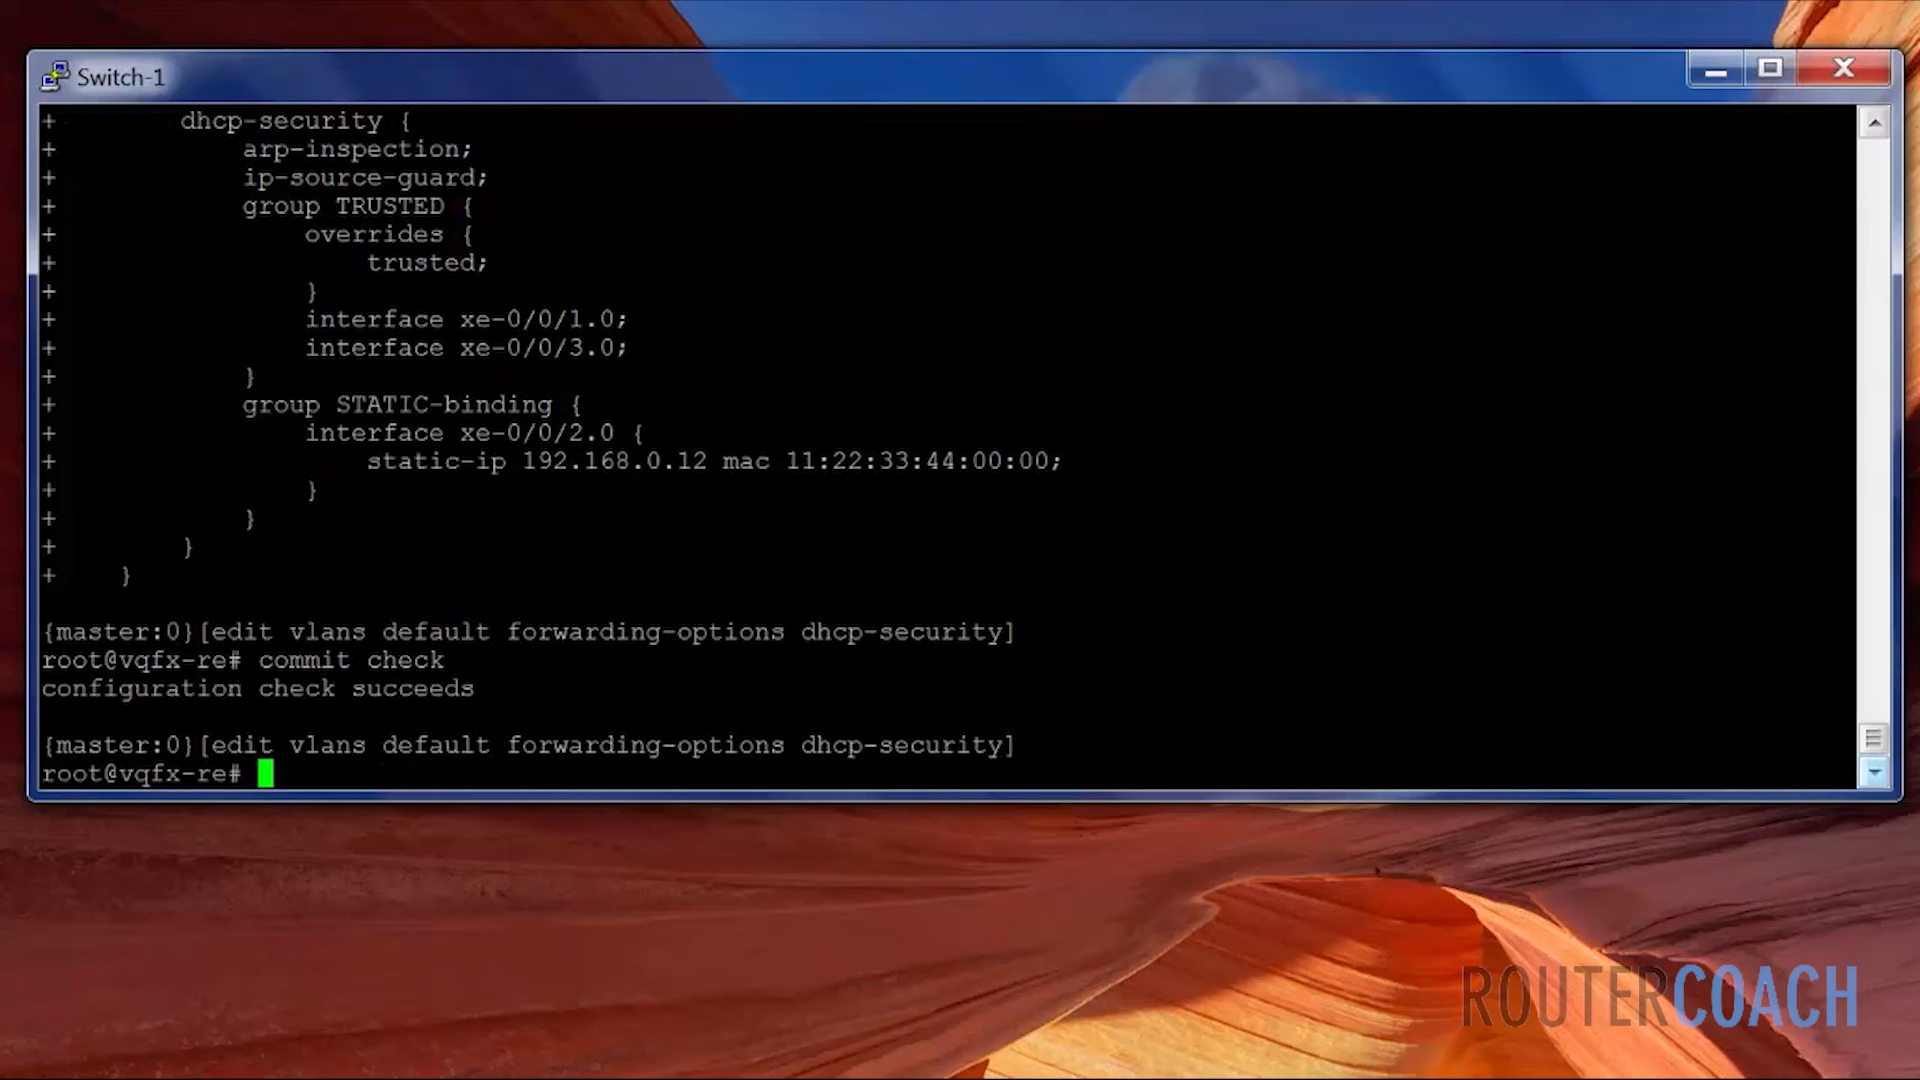 Switch-1
+        dhcp-security {
+            arp-inspection;
+            ip-source-guard;
+            group TRUSTED {
+                overrides {
+                    trusted;
+                }
+                interface xe-0/0/1.0;
+                interface xe-0/0/3.0;
+            }
+            group STATIC-binding {
+                interface xe-0/0/2.0 {
+                    static-ip 192.168.0.12 mac 11:22:33:44:00:00;
+                }
+            }
+        }
+    }
{master:0}[edit vlans default forwarding-options dhcp-security]
root@vqfx-re# commit check
configuration check succeeds
{master:0}[edit vlans default forwarding-options dhcp-security]
root@vqfx-re#
ROUTERCOACH